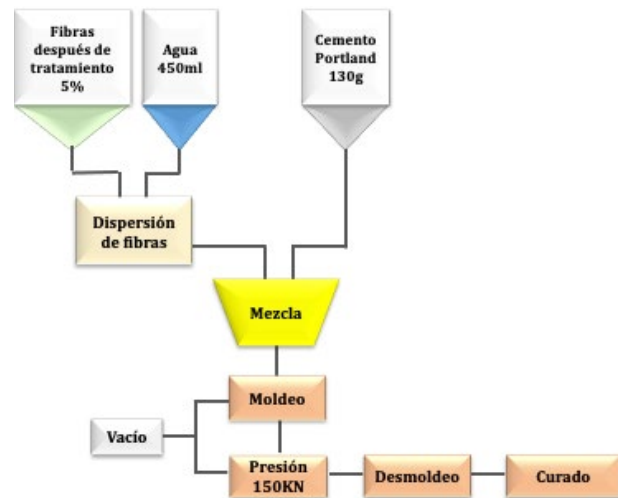 Fibras
después de
tratamiento
5%
Agua
450ml
Cemento
Portland
130g
Dispersión
de fibras
Mezcla
Moldeo
Vacío
Presión
150KN
Desmoldeo
Curado